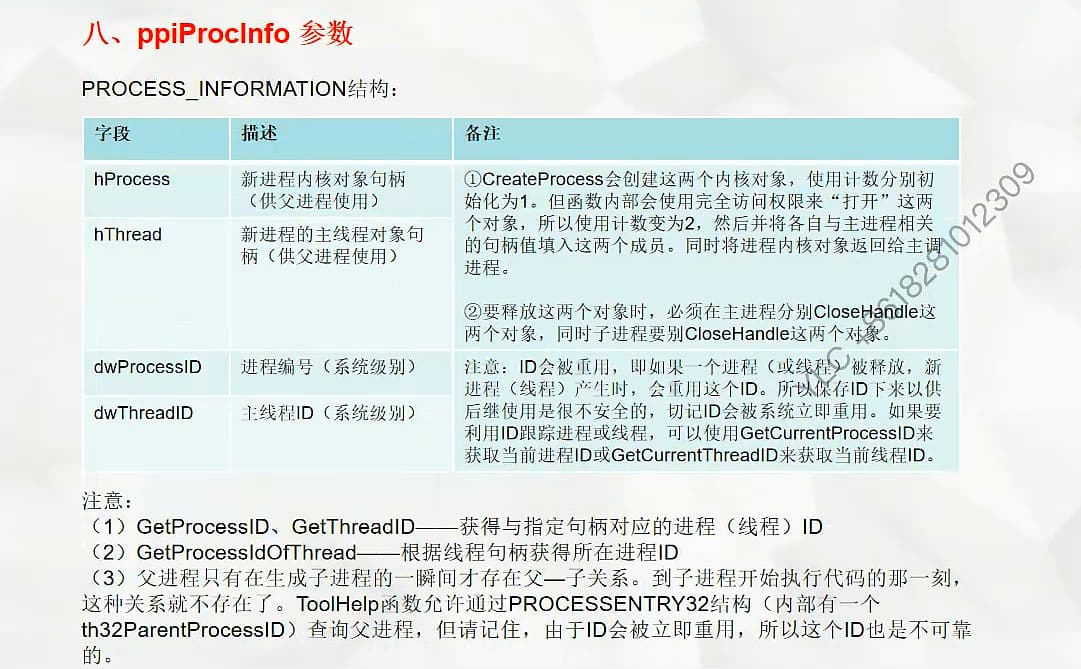 八、ppiProcInfo 参数
PROCESS_INFORMATION结构：
字段 描述 备注
hProcess
新进程内核对象句柄
（供父进程使用）
①CreateProcess会创建这两个内核对象，使用计数分别初
始化为1。但函数内部会使用完全访问权限来“打开”这两
个对象，所以使用计数变为2，然后并将各自与主进程相关
的句柄值填入这两个成员。同时将进程内核对象返回给主调
进程。
hThread
新进程的主线程对象句
柄（供父进程使用）
②要释放这两个对象时，必须在主进程分别CloseHandle这
两个对象，同时子进程要别CloseHandle这两个对象。
dwProcessID
进程编号（系统级别）
注意：ID会被重用，即如果一个进程（或线程）被释放，新
进程（线程）产生时，会重用这个ID。所以保存ID下来以供
后继使用是很不安全的，切记ID会被系统立即重用。如果要
利用ID跟踪进程或线程，可以使用GetCurrentProcessID来
获取当前进程ID或GetCurrentThreadID来获取当前线程ID。
dwThreadID
主线程ID（系统级别）
注意：
（1）GetProcessID、GetThreadID——获得与指定句柄对应的进程（线程）ID
（2）GetProcessIdOfThread——根据线程句柄获得所在进程ID
（3）父进程只有在生成子进程的一瞬间才存在父—子关系。到子进程开始执行代码的那一刻，
这种关系就不存在了。ToolHelp函数允许通过PROCESSENTRY32结构（内部有一个
th32ParentProcessID）查询父进程，但请记住，由于ID会被立即重用，所以这个ID也是不可靠
的。